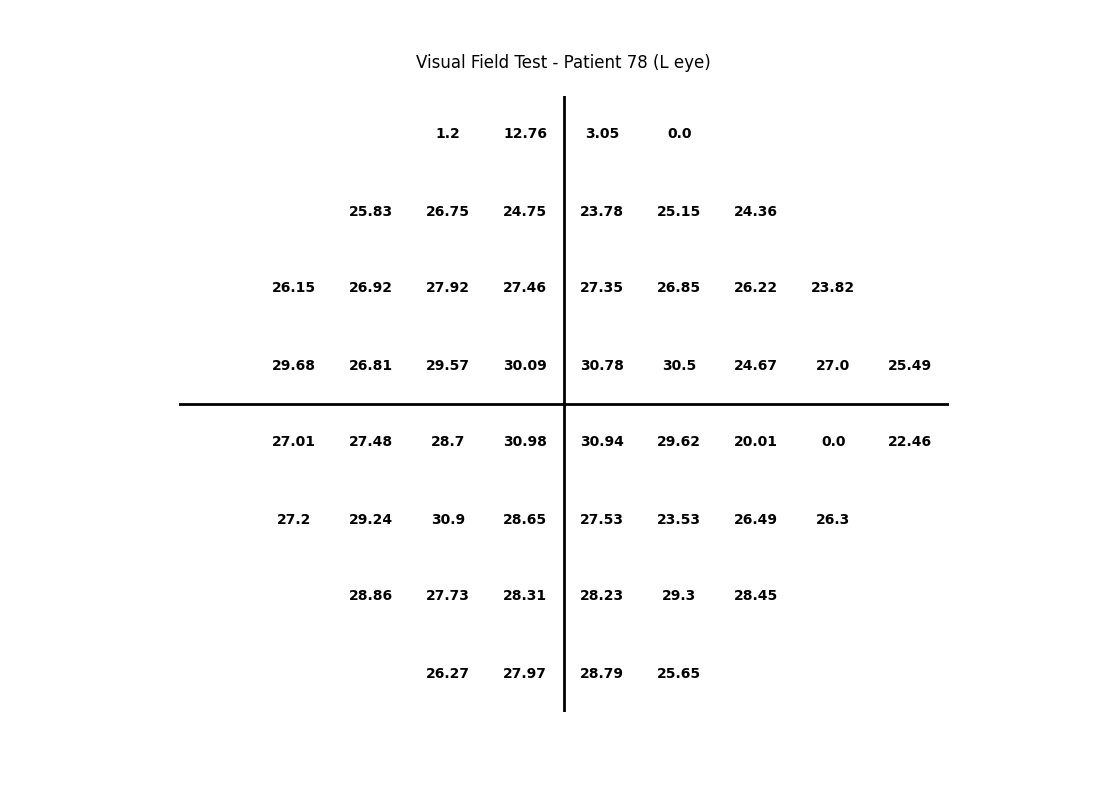 Visual Field Test - Patient 78 (L eye)
1.2 12.76 3.05 0.0
25.83 26.75 24.75 23.78 25.15 24.36
26.15 26.92 27.92 27.46 27.35 26.85 26.22 23.82
29.68 26.81 29.57 30.09 30.78 30.5 24.67 27.0 25.49
27.01 27.48 28.7 30.98 30.94 29.62 20.01 0.0 22.46
27.2 29.24 30.9 28.65 27.53 23.53 26.49 26.3
28.86 27.73 28.31 28.23 29.3 28.45
26.27 27.97 28.79 25.65